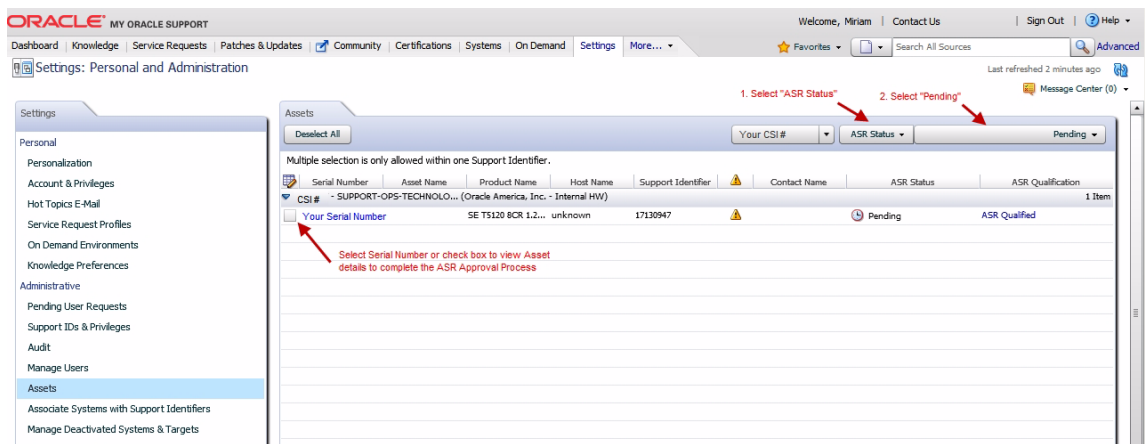 ORACLE MY ORACLE SUPPORT
Welcome, Miriam | Contact Us | Sign Out | Help
Dashboard | Knowledge | Service Requests | Patches & Updates | Community | Certifications | Systems | On Demand Settings More...
Favorites Search All Sources Advanced
Settings: Personal and Administration
Last refreshed 2 minutes ago
Message Center (0)
1. Select "ASR Status"
2. Select "Pending"
Settings
Assets
Deselect All
Your CSI # ASR Status Pending
Personal
Personalization
Account & Privileges
Hot Topics E-Mail
Service Request Profiles
On Demand Environments
Knowledge Preferences
Administrative
Pending User Requests
Support IDs & Privileges
Audit
Manage Users
Assets
Associate Systems with Support Identifiers
Manage Deactivated Systems & Targets
Multiple selection is only allowed within one Support Identifier.
Serial Number Asset Name Product Name Host Name Support Identifier Contact Name ASR Status ASR Qualification
CSI # - SUPPORT-OPS-TECHNOLO... (Oracle America, Inc. - Internal HW) 1 Item
Your Serial Number SE T5120 8CR 1.2... unknown 17130947 Pending ASR Qualified
Select Serial Number or check box to view Asset
details to complete the ASR Approval Process